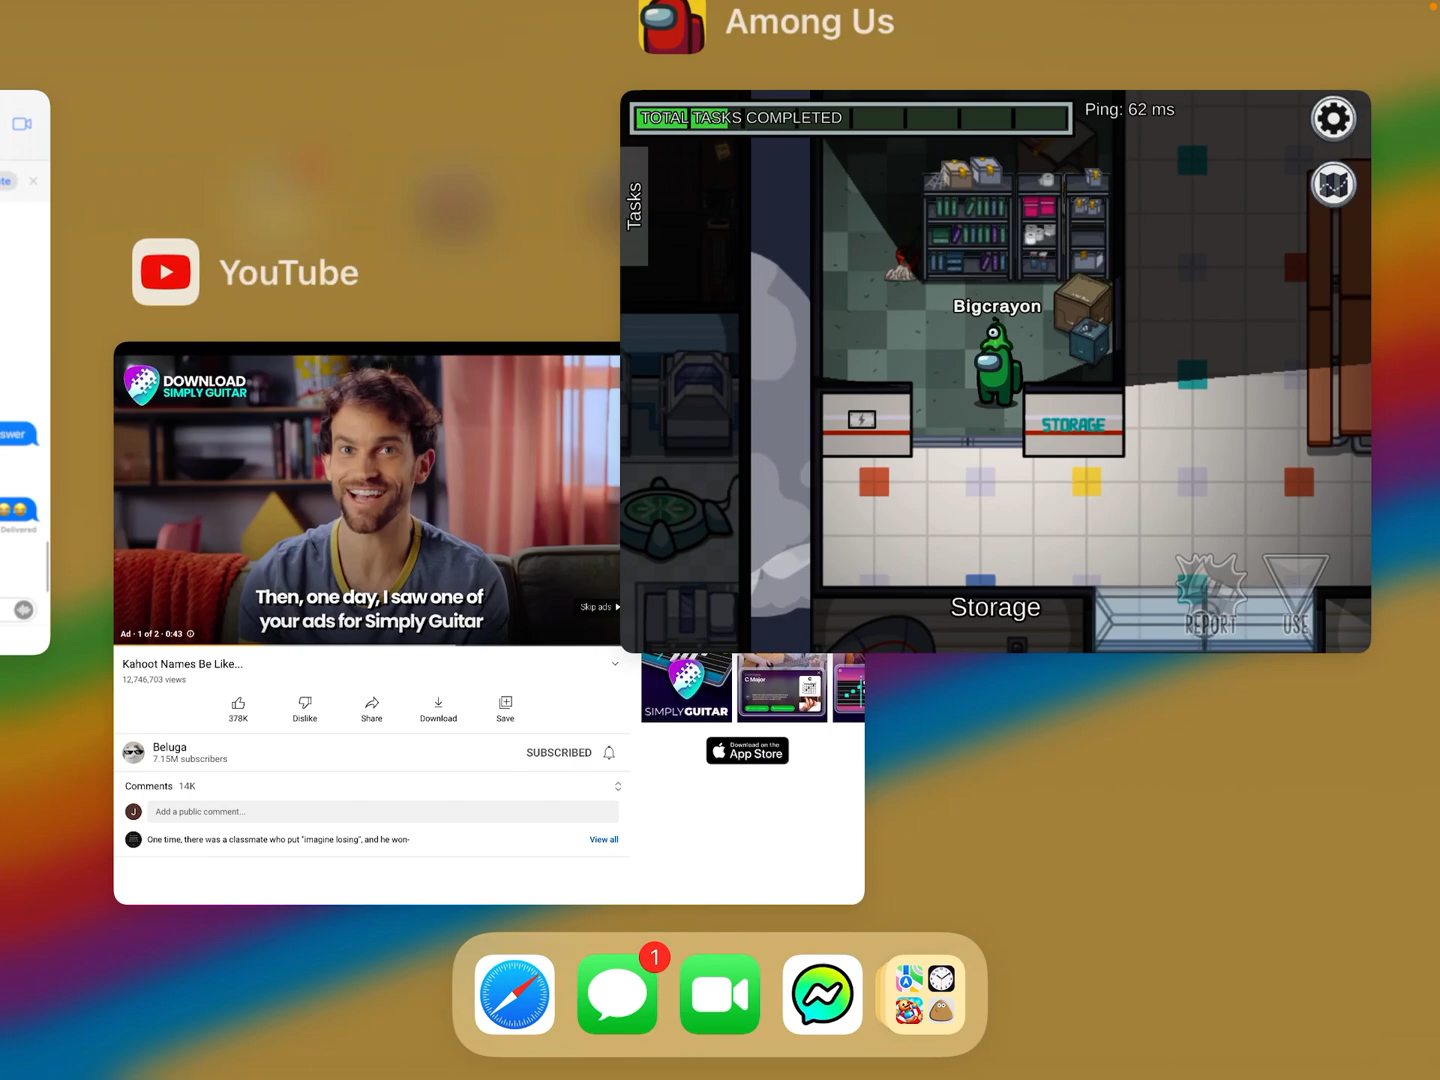 Among Us
TOTAL TASKS COMPLETED
Ping: 62 ms
Tasks
Bigcrayon
STORAGE
Storage
REPORT
USE
YouTube
DOWNLOAD
SIMPLY GUITAR
Then, one day, I saw one of
your ads for Simply Guitar
Skip ads
Ad · 1 of 2 · 0:43
Kahoot Names Be Like...
12,746,703 views
378K
Dislike
Share
Download
Save
Beluga
7.15M subscribers
SUBSCRIBED
Comments 14K
J
Add a public comment...
One time, there was a classmate who put "imagine losing", and he won-
View all
SIMPLYGUITAR
C Major
Download on the
App Store
swer
Delivered
1